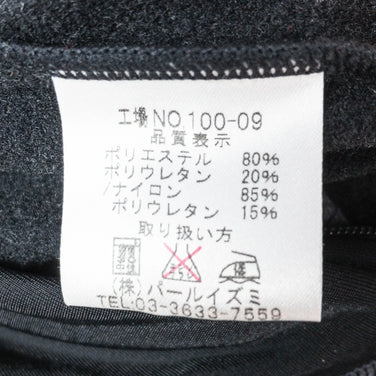 工場NO.100-09
品質表示
ポリエステル 80%
ポリウレタン 20%
/ナイロン 85%
ポリウレタン 15%
取り扱い方
(株)パールイズミ
TEL:03-3633-7559